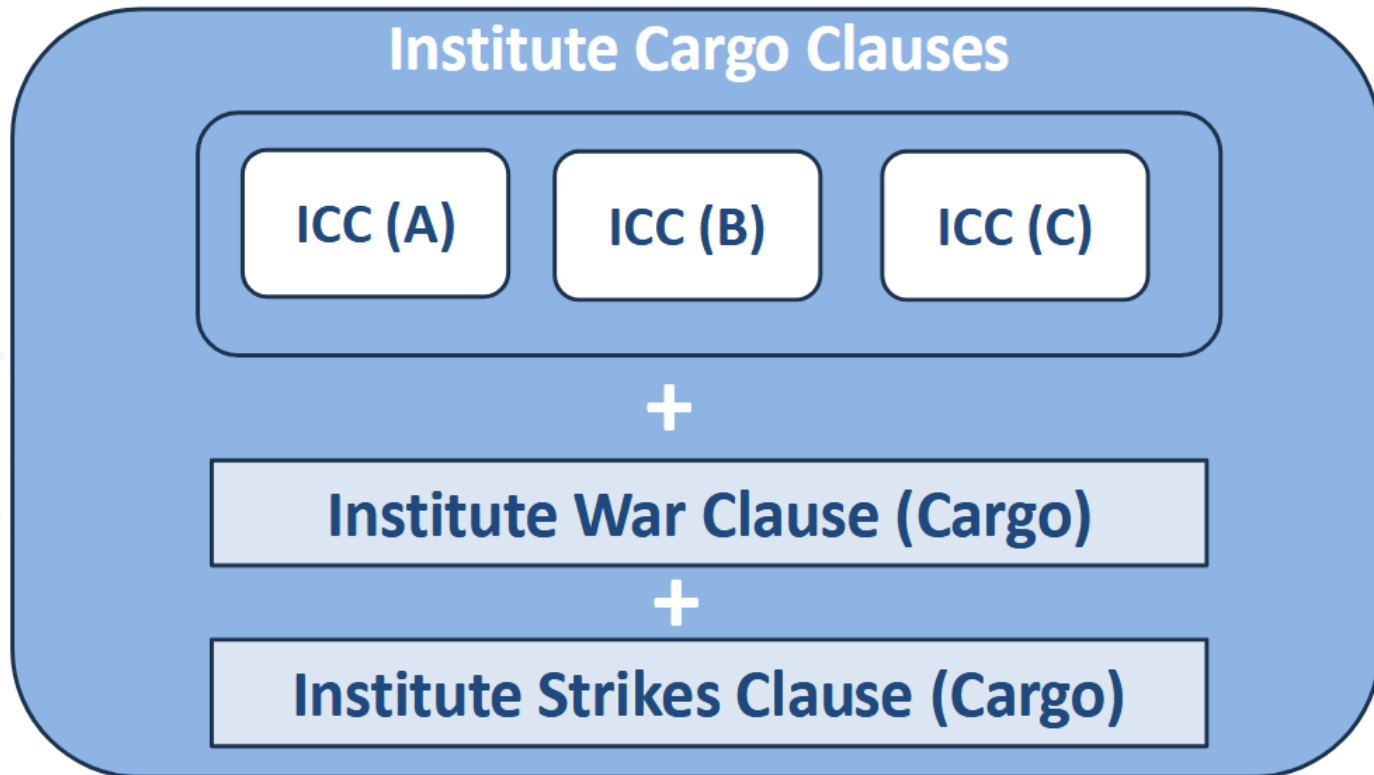 Institute Cargo Clauses
ICC (A)
ICC (B)
ICC (C)
+
Institute War Clause (Cargo)
+
Institute Strikes Clause (Cargo)